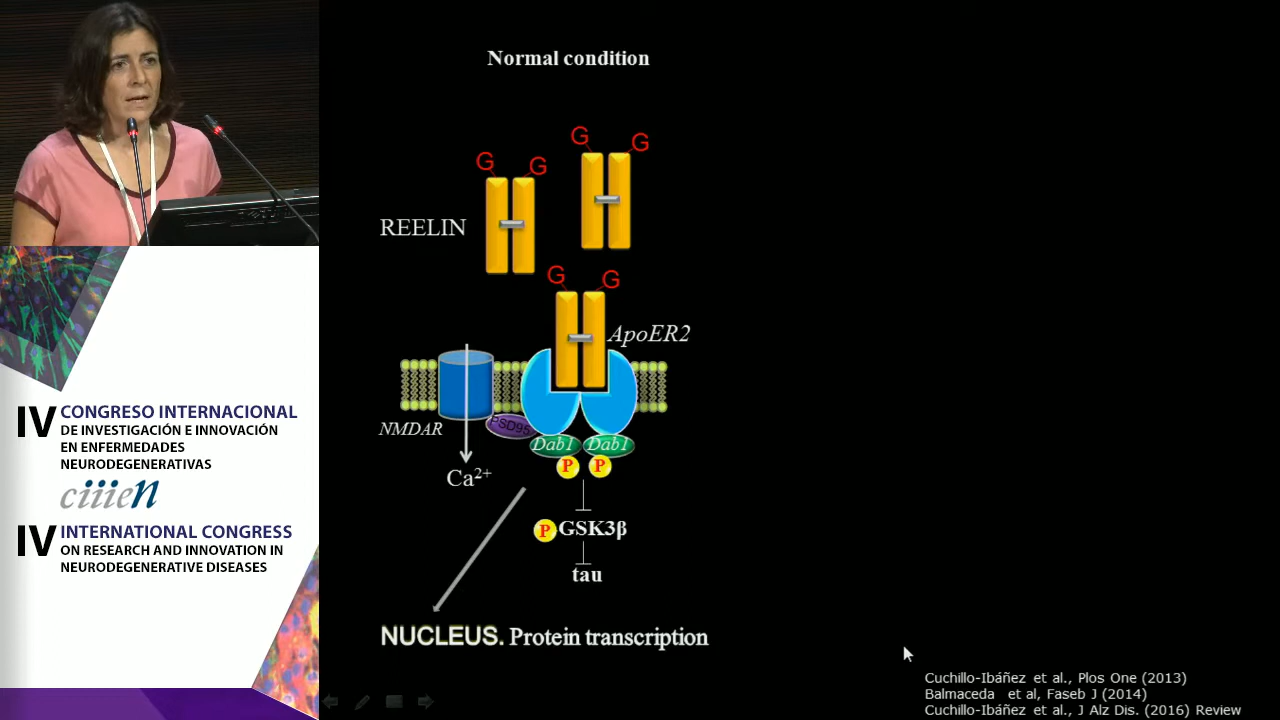 Normal condition
G
G
G
G
REELIN
G
G
ApoER2
NMDAR
PSD95
Dab1
Dab1
P
P
Ca2+
P
GSK3β
tau
NUCLEUS. Protein transcription
Cuchillo-Ibáñez et al., Plos One (2013)
Balmaceda et al, Faseb J (2014)
Cuchillo-Ibáñez et al., J Alz Dis. (2016) Review
IV CONGRESO INTERNACIONAL
DE INVESTIGACIÓN E INNOVACIÓN
EN ENFERMEDADES
NEURODEGENERATIVAS
ciiien
IV INTERNATIONAL CONGRESS
ON RESEARCH AND INNOVATION IN
NEURODEGENERATIVE DISEASES